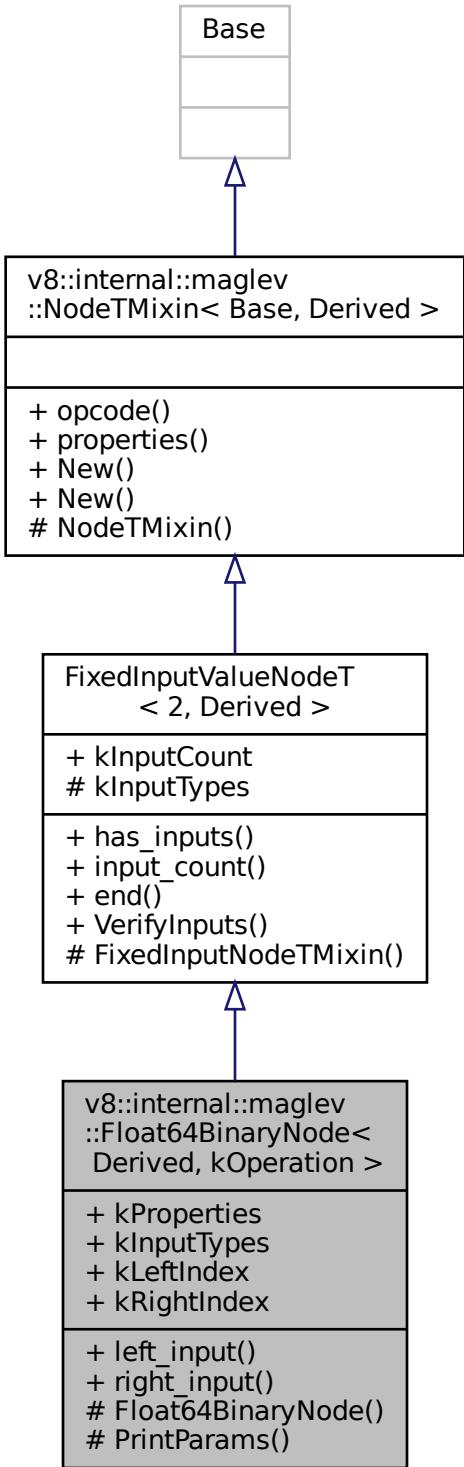 Base
v8::internal::maglev
::NodeTMixin< Base, Derived >
+ opcode()
+ properties()
+ New()
+ New()
# NodeTMixin()
FixedInputValueNodeT
< 2, Derived >
+ kInputCount
# kInputTypes
+ has_inputs()
+ input_count()
+ end()
+ VerifyInputs()
# FixedInputNodeTMixin()
v8::internal::maglev
::Float64BinaryNode<
Derived, kOperation >
+ kProperties
+ kInputTypes
+ kLeftIndex
+ kRightIndex
+ left_input()
+ right_input()
# Float64BinaryNode()
# PrintParams()